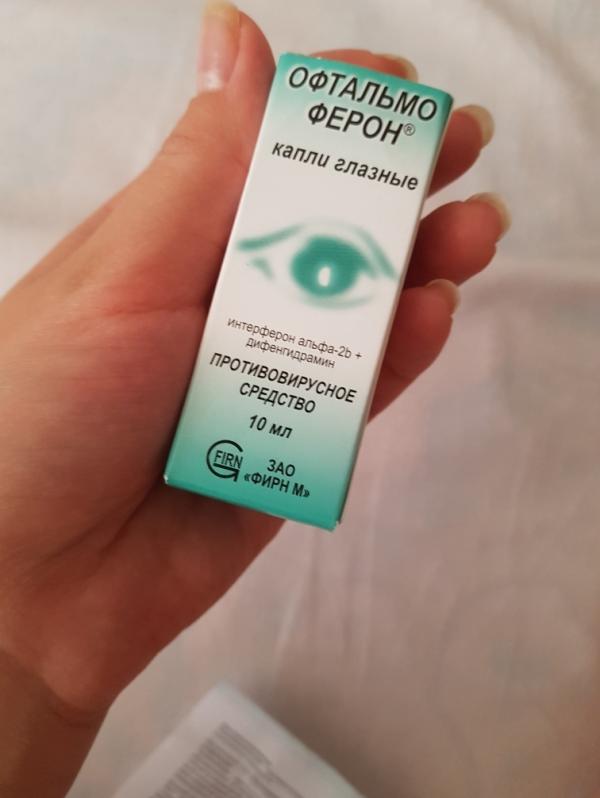 ОФТАЛЬМО
ФЕРОН®
капли глазные
интерферон альфа-2b +
дифенгидрамин
ПРОТИВОВИРУСНОЕ
СРЕДСТВО
10 мл
FIRN
ЗАО
«ФИРН М»